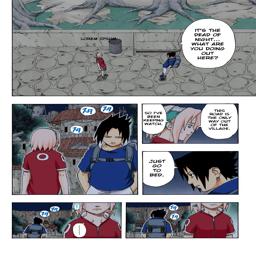 IT'S THE
DEAD OF
NIGHT...
WHAT ARE
YOU DOING
OUT
HERE?
SO I'VE
BEEN
KEEPING
WATCH.
THIS
ROAD IS
THE ONLY
WAY OUT
OF THE
VILLAGE.
JUST
GO TO
BED.